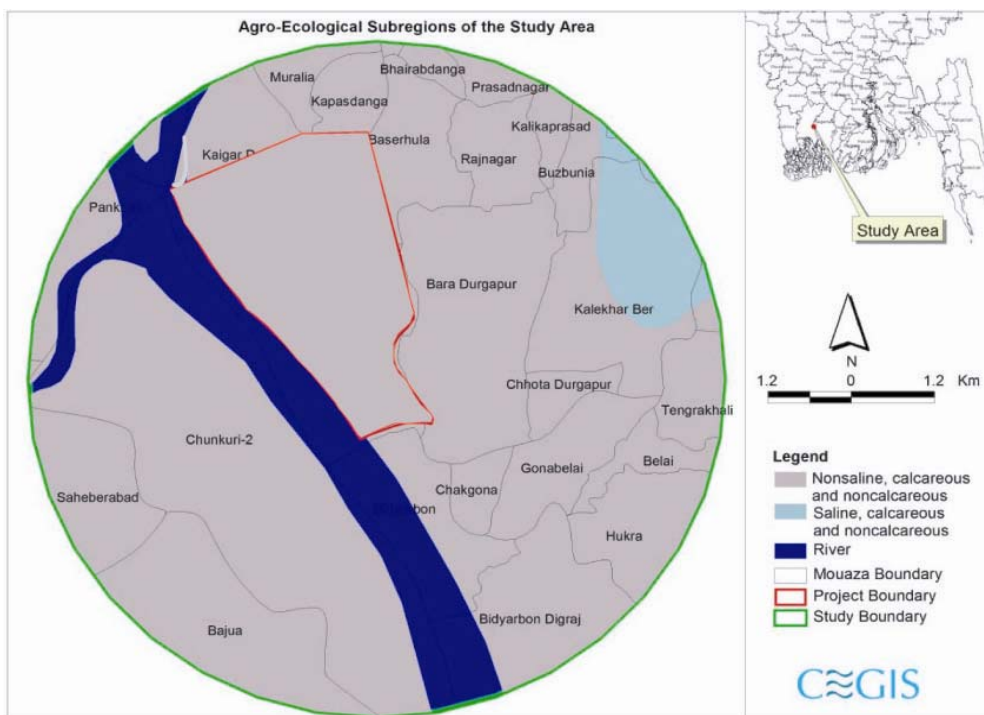 Agro-Ecological Subregions of the Study Area
Muralia
Bhairabdanga
Prasadnagar
Kapasdanga
Kalikaprasad
Baserhula
Kaigar D
Rajnagar
Buzbunia
Bara Durgapur
Kalekhar Ber
Chhota Durgapur
Tengrakhali
Chunkuri-2
Gonabelai
Belai
Saheberabad
Chakgona
Hukra
Bidyarbon Digraj
Bajua
Study Area
N
1.2 0 1.2 Km
Legend
Nonsaline, calcareous
and noncalcareous
Saline, calcareous
and noncalcareous
River
Mouaza Boundary
Project Boundary
Study Boundary
CEGIS